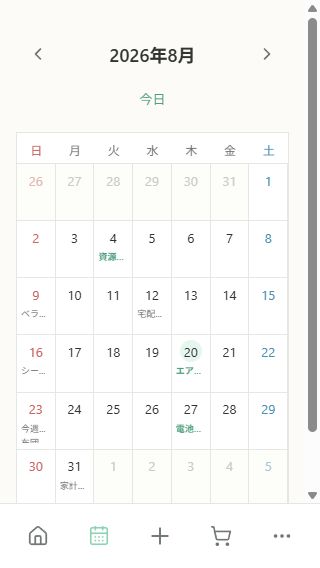 2026年8月
今日
日 月 火 水 木 金 土
26 27 28 29 30 31 1
2 3 4 5 6 7 8
資源...
9 10 11 12 13 14 15
ベラ... 宅配...
16 17 18 19 20 21 22
シー... エア...
23 24 25 26 27 28 29
今週... 電池...
30 31 1 2 3 4 5
家計...